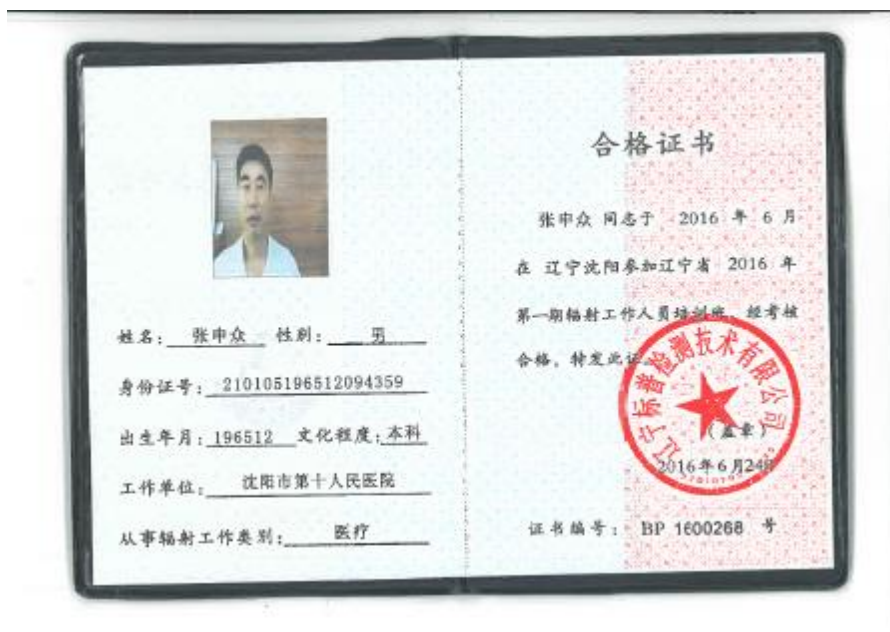 姓名：张申众 性别：男
身份证号：210105196512094359
出生年月：196512 文化程度：本科
工作单位：沈阳市第十人民医院
从事辐射工作类别：医疗
合格证书
张申众 同志于 2016 年 6 月
在 辽宁沈阳参加辽宁省 2016 年
第一期辐射工作人员培训班，经考核
合格，特发此证
辽宁标普检测技术有限公司
（盖章）
2016年6月24日
证书编号：BP 1600268 号